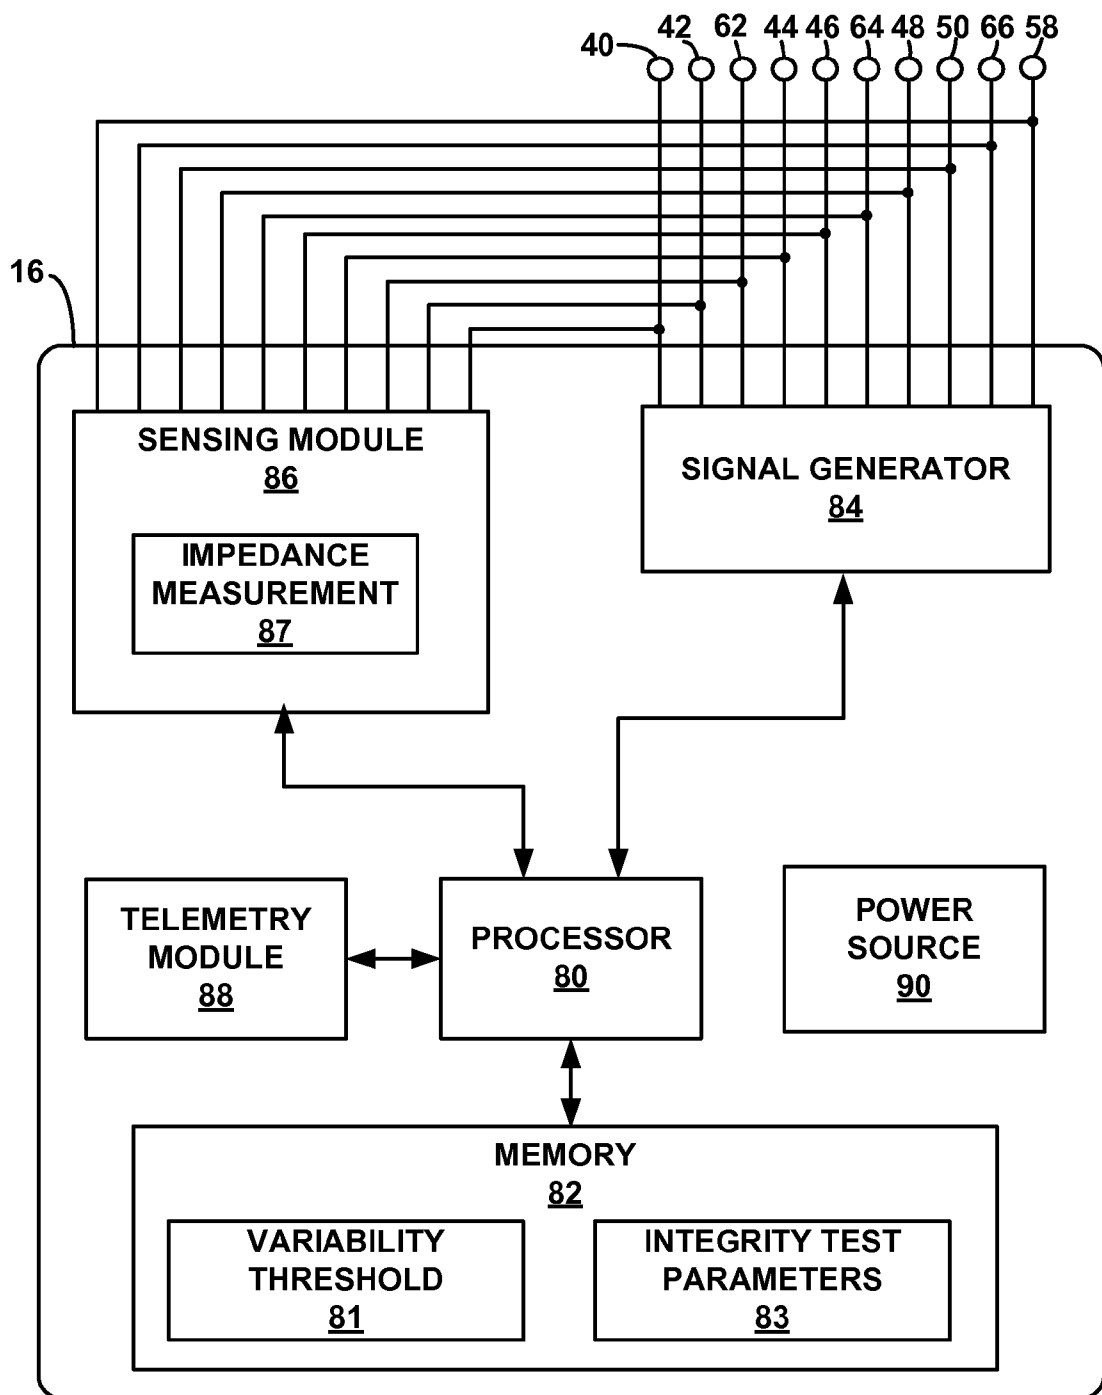 40 42 62 44 46 64 48 50 66 58
16
SENSING MODULE
86
IMPEDANCE
MEASUREMENT
87
SIGNAL GENERATOR
84
TELEMETRY
MODULE
88
PROCESSOR
80
POWER
SOURCE
90
MEMORY
82
VARIABILITY
THRESHOLD
81
INTEGRITY TEST
PARAMETERS
83